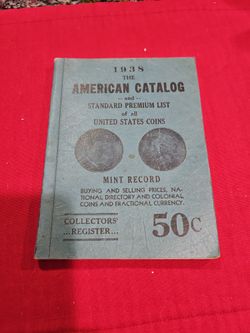 1938
THE
AMERICAN CATALOG
-- and --
STANDARD PREMIUM LIST
of all
UNITED STATES COINS
MINT RECORD
BUYING AND SELLING PRICES, NA-
TIONAL DIRECTORY AND COLONIAL
COINS AND FRACTIONAL CURRENCY.
COLLECTORS'
...REGISTER...
50c